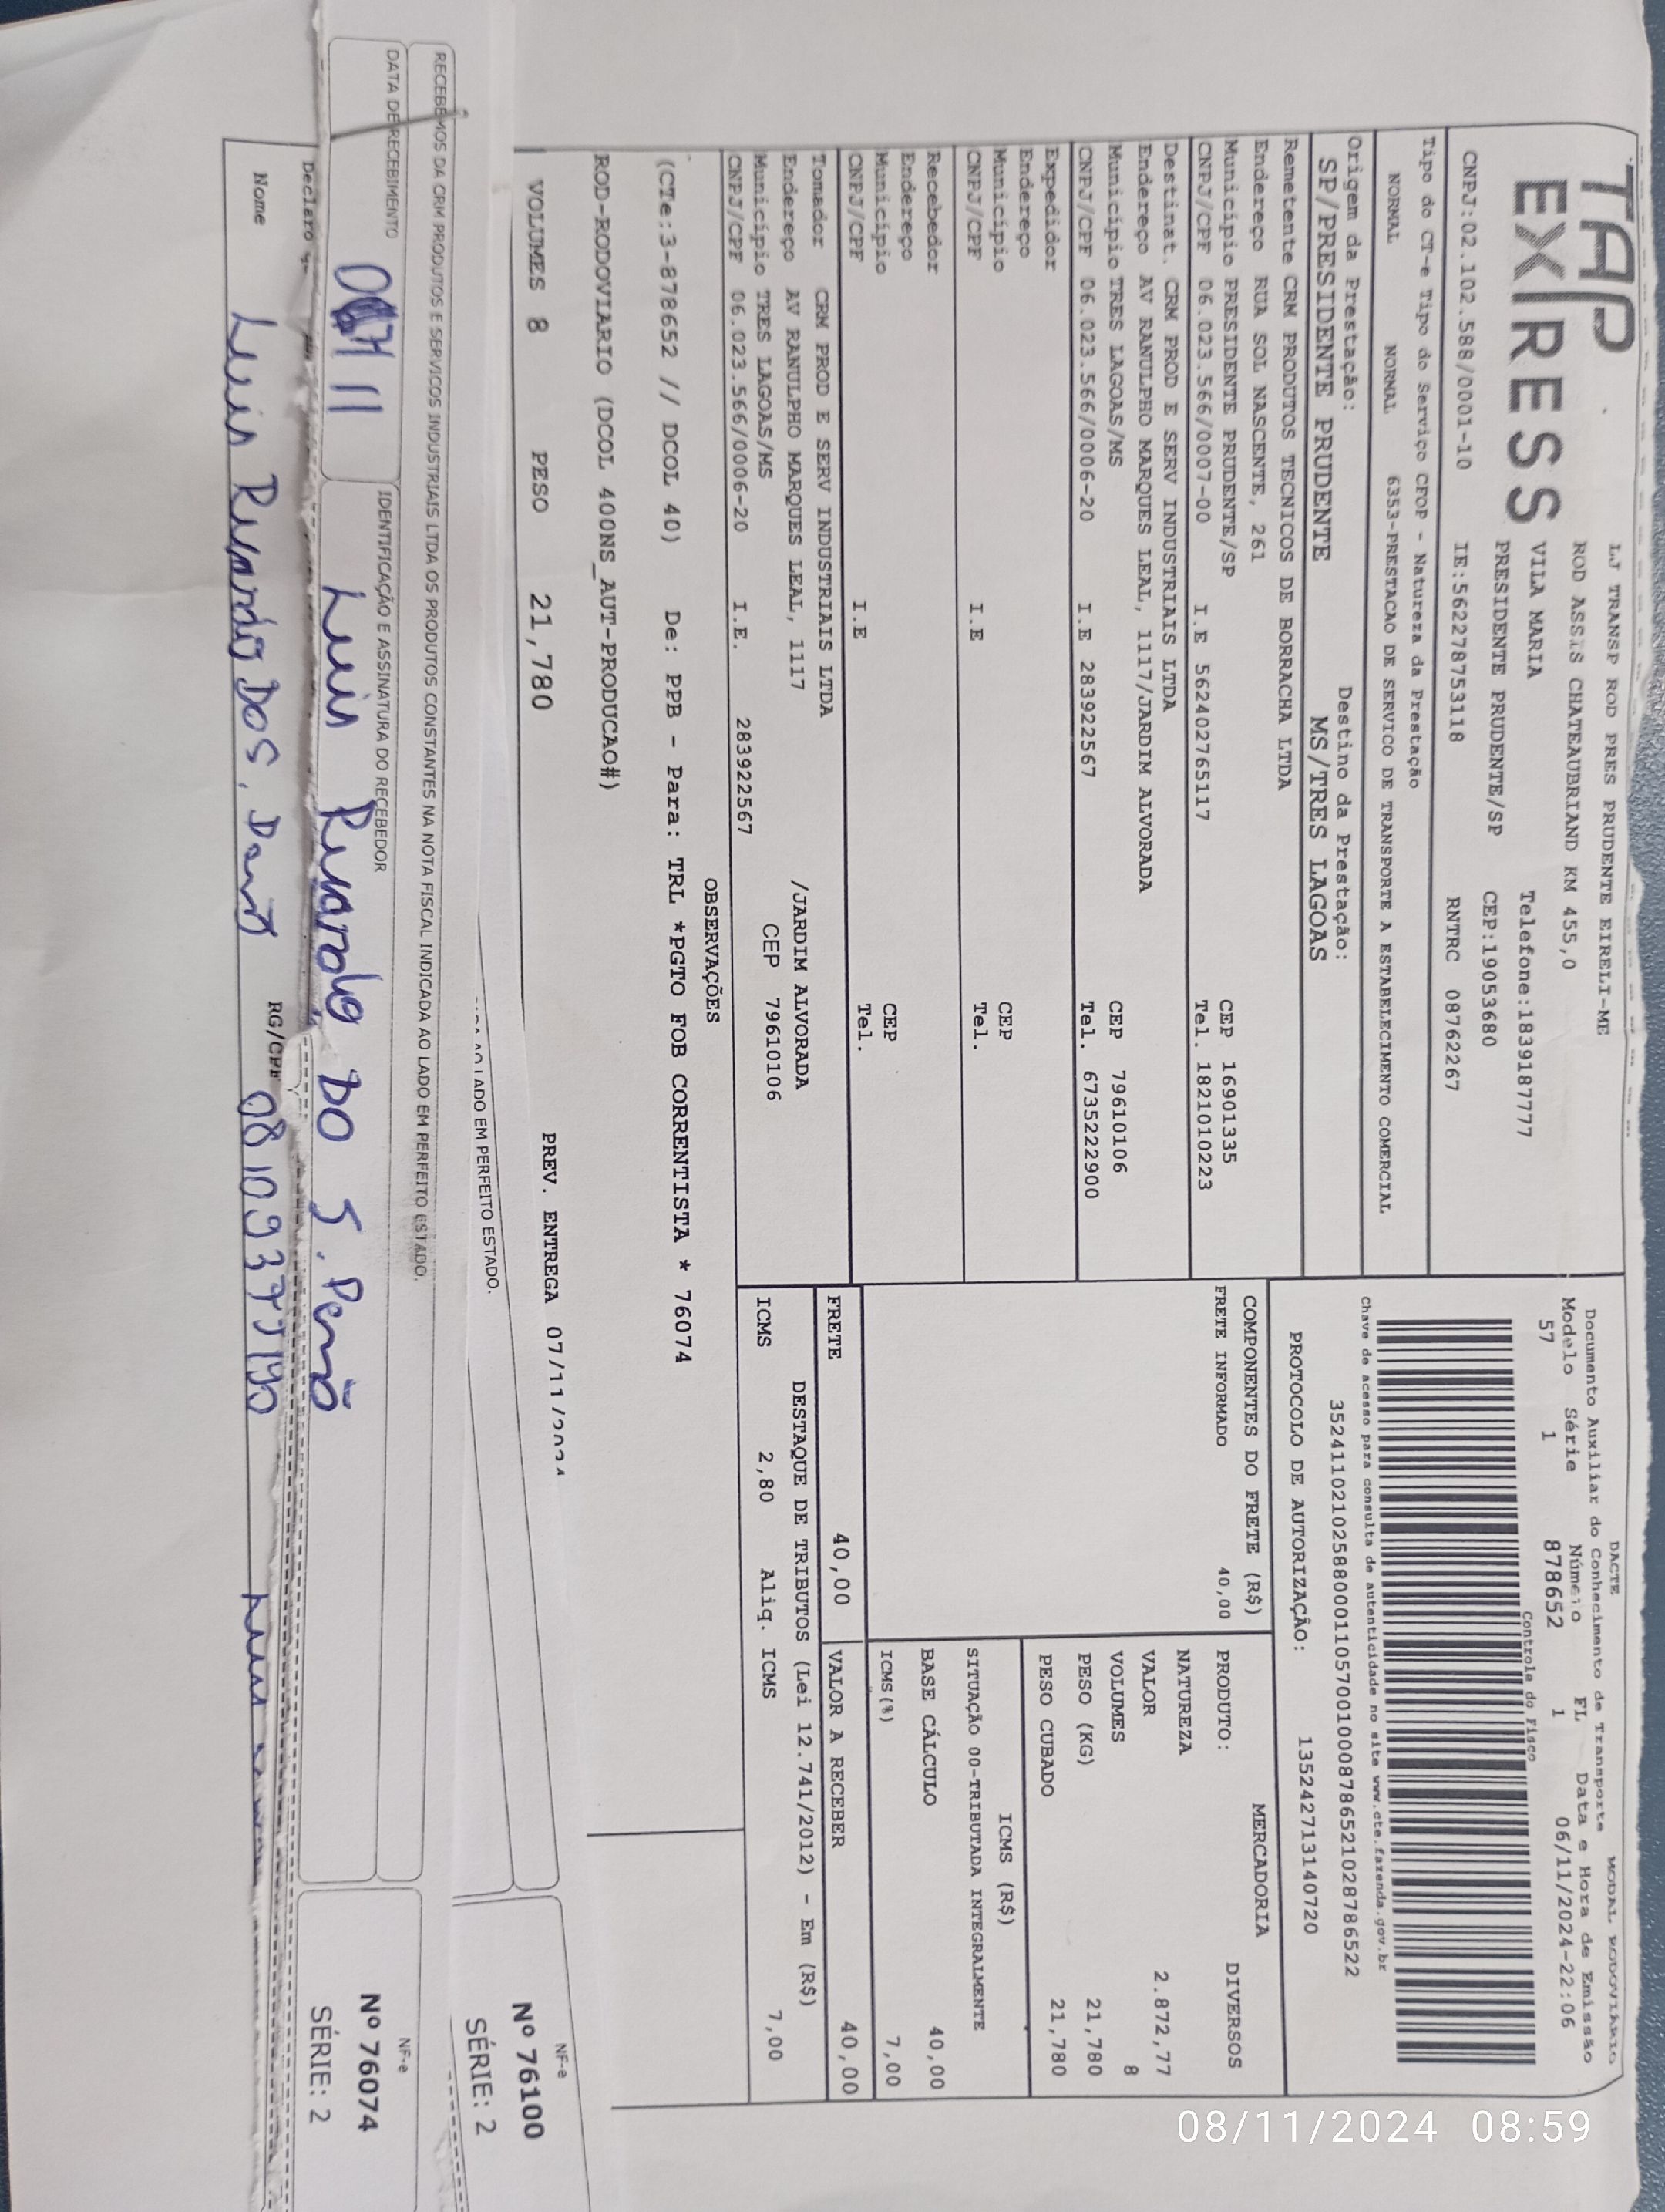 TAP
EXPRESS
LJ TRANSP ROD PRES PRUDENTE EIRELI-ME
ROD ASSIS CHATEAUBRIAND KM 455,0
VILA MARIA Telefone:1839187777
PRESIDENTE PRUDENTE/SP CEP:19053680
CNPJ:02.102.588/0001-10 IE:562278753118 RNTRC 08762267
Tipo do CT-e Tipo do Serviço CFOP - Natureza da Prestação
NORMAL NORMAL 6353-PRESTACAO DE SERVICO DE TRANSPORTE A ESTABELECIMENTO COMERCIAL
Origem da Prestação: Destino da Prestação:
SP/PRESIDENTE PRUDENTE MS/TRES LAGOAS
Remetente CRM PRODUTOS TECNICOS DE BORRACHA LTDA
Endereço RUA SOL NASCENTE, 261
Município PRESIDENTE PRUDENTE/SP CEP 16901335
CNPJ/CPF 06.023.566/0007-00 I.E 562402765117 Tel. 1821010223
Destinat. CRM PROD E SERV INDUSTRIAIS LTDA
Endereço AV RANULPHO MARQUES LEAL, 1117/JARDIM ALVORADA
Município TRES LAGOAS/MS CEP 79610106
CNPJ/CPF 06.023.566/0006-20 I.E 283922567 Tel. 6735222900
Expedidor
Endereço
Município CEP
CNPJ/CPF I.E Tel.
Recebedor
Endereço
Município CEP
CNPJ/CPF I.E Tel.
Tomador CRM PROD E SERV INDUSTRIAIS LTDA
Endereço AV RANULPHO MARQUES LEAL, 1117 /JARDIM ALVORADA
Município TRES LAGOAS/MS CEP 79610106
CNPJ/CPF 06.023.566/0006-20 I.E. 283922567
DACTE MODAL RODOVIÁRIO
Documento Auxiliar do Conhecimento de Transporte
Modelo Série Número FL Data e Hora de Emissão
57 1 878652 1 06/11/2024-22:06
Controle do Fisco
Chave de acesso para consulta de autenticidade no site www.cte.fazenda.gov.br
35241102102588000110570010008786521028786522
PROTOCOLO DE AUTORIZAÇÃO: 135242713140720
COMPONENTES DO FRETE (R$)
FRETE INFORMADO 40,00
MERCADORIA
PRODUTO: DIVERSOS
NATUREZA
VALOR 2.872,77
VOLUMES 8
PESO (KG) 21,780
PESO CUBADO 21,780
ICMS (R$)
SITUAÇÃO 00-TRIBUTADA INTEGRALMENTE
BASE CÁLCULO 40,00
ICMS(%) 7,00
FRETE 40,00 VALOR A RECEBER 40,00
DESTAQUE DE TRIBUTOS (Lei 12.741/2012) - Em (R$)
ICMS 2,80 Aliq. ICMS 7,00
OBSERVAÇÕES
(CTe:3-878652 // DCOL 40) De: PPB - Para: TRL *PGTO FOB CORRENTISTA * 76074
ROD-RODOVIARIO (DCOL 400NS_AUT-PRODUCAO#)
VOLUMES 8 PESO 21,780 PREV. ENTREGA 07/11/2024
AO LADO EM PERFEITO ESTADO.
NF-e
Nº 76100
SÉRIE: 2
RECEBEMOS DA CRM PRODUTOS E SERVICOS INDUSTRIAIS LTDA OS PRODUTOS CONSTANTES NA NOTA FISCAL INDICADA AO LADO EM PERFEITO ESTADO.
DATA DE RECEBIMENTO IDENTIFICAÇÃO E ASSINATURA DO RECEBEDOR
11 Luis
NF-e
Nº 76074
SÉRIE: 2
Declaro
Nome Luis RG/CPF
08/11/2024 08:59